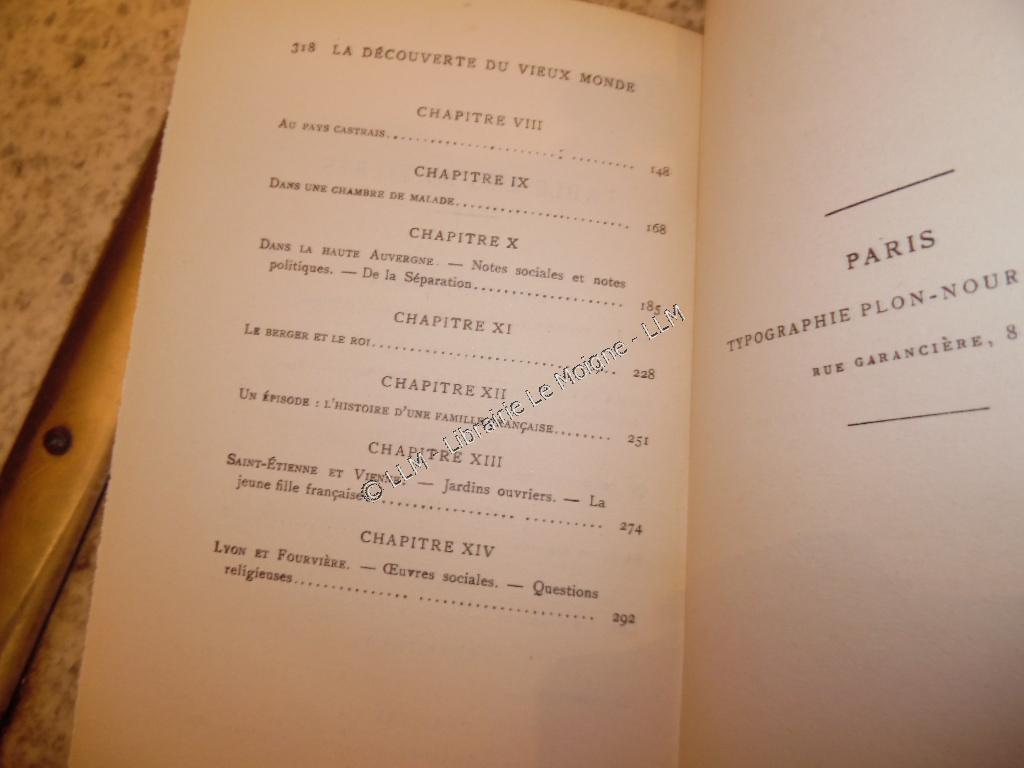 318 LA DÉCOUVERTE DU VIEUX MONDE
CHAPITRE VIII
AU PAYS CASTRAIS.......... 148
CHAPITRE IX
DANS UNE CHAMBRE DE MALADE.......... 168
CHAPITRE X
DANS LA HAUTE AUVERGNE. — Notes sociales et notes
politiques. — De la Séparation.......... 185
CHAPITRE XI
LE BERGER ET LE ROI.......... 228
CHAPITRE XII
UN ÉPISODE : L'HISTOIRE D'UNE FAMILLE FRANÇAISE........ 251
CHAPITRE XIII
SAINT-ÉTIENNE ET — Jardins ouvriers. — La
jeune fille française.......... 274
CHAPITRE XIV
LYON ET FOURVIÈRE. — Œuvres sociales. — Questions
religieuses.......... 292
© LLM - Librairie Le Moigne - LLM
PARIS
TYPOGRAPHIE PLON-NOUR
RUE GARANCIÈRE, 8